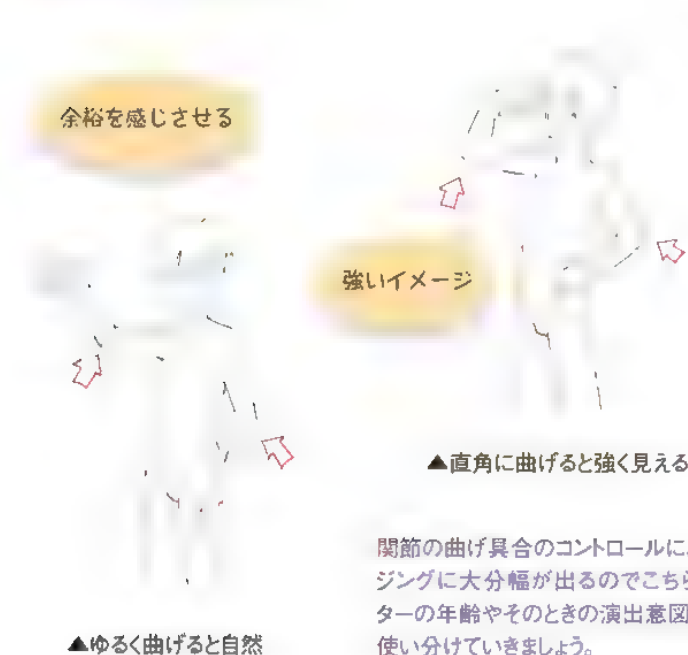 余裕を感じさせる
強いイメージ
▲直角に曲げると強く見える
▲ゆるく曲げると自然
関節の曲げ具合のコントロールに
ジングに大分幅が出るのでこち
ターの年齢やそのときの演出意図
使い分けていきましょう。